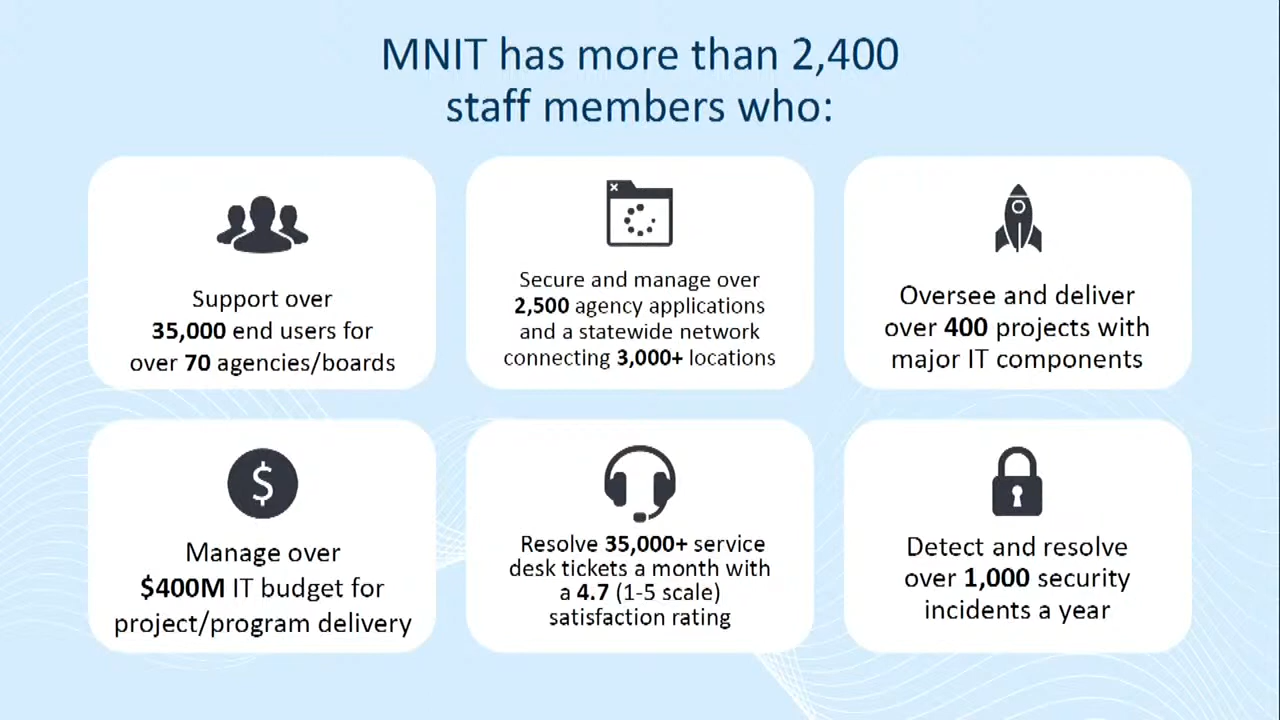 MNIT has more than 2,400
staff members who:
Support over
35,000 end users for
over 70 agencies/boards
Secure and manage over
2,500 agency applications
and a statewide network
connecting 3,000+ locations
Oversee and deliver
over 400 projects with
major IT components
Manage over
$400M IT budget for
project/program delivery
Resolve 35,000+ service
desk tickets a month with
a 4.7 (1-5 scale)
satisfaction rating
Detect and resolve
over 1,000 security
incidents a year